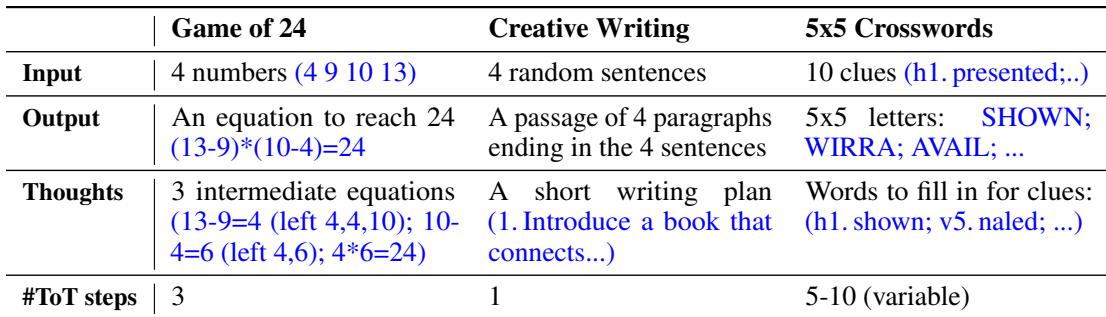 Game of 24 Creative Writing 5x5 Crosswords
Input 4 numbers (4 9 10 13) 4 random sentences 10 clues (h1. presented;..)
Output An equation to reach 24 A passage of 4 paragraphs 5x5 letters: SHOWN;
(13-9)*(10-4)=24 ending in the 4 sentences WIRRA; AVAIL; ...
Thoughts 3 intermediate equations A short writing plan Words to fill in for clues:
(13-9=4 (left 4,4,10); 10- (1. Introduce a book that (h1. shown; v5. naled; ...)
4=6 (left 4,6); 4*6=24) connects...)
#ToT steps 3 1 5-10 (variable)